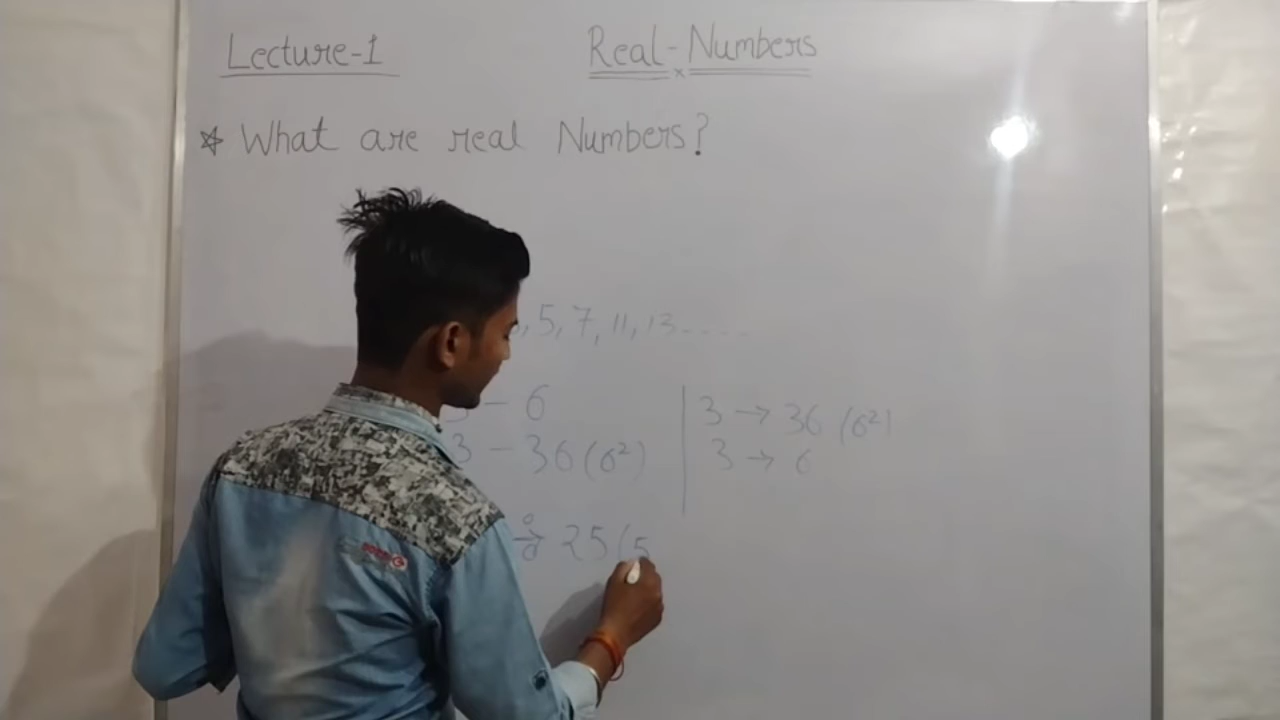 Lecture-1
Real-Numbers
What are real Numbers?
, 5, 7, 11, 13.....
3 - 6
3 - 36 (6²)
3 → 36 (6²)
3 → 6
→ 25 (5